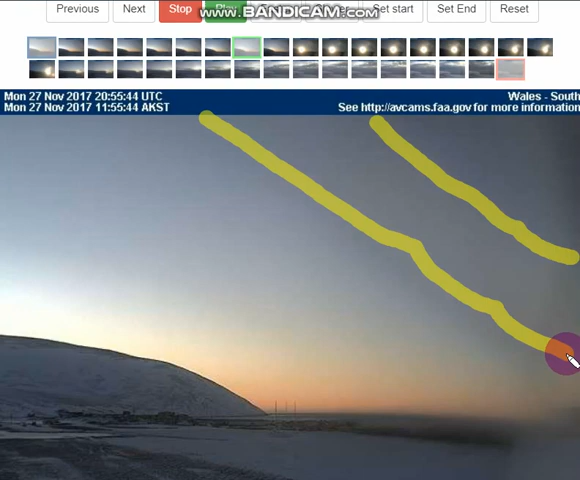 Previous Next Stop Play Set start Set End Reset
www.BANDICAM.com
Mon 27 Nov 2017 20:55:44 UTC Wales - South
Mon 27 Nov 2017 11:55:44 AKST See http://avcams.faa.gov for more information